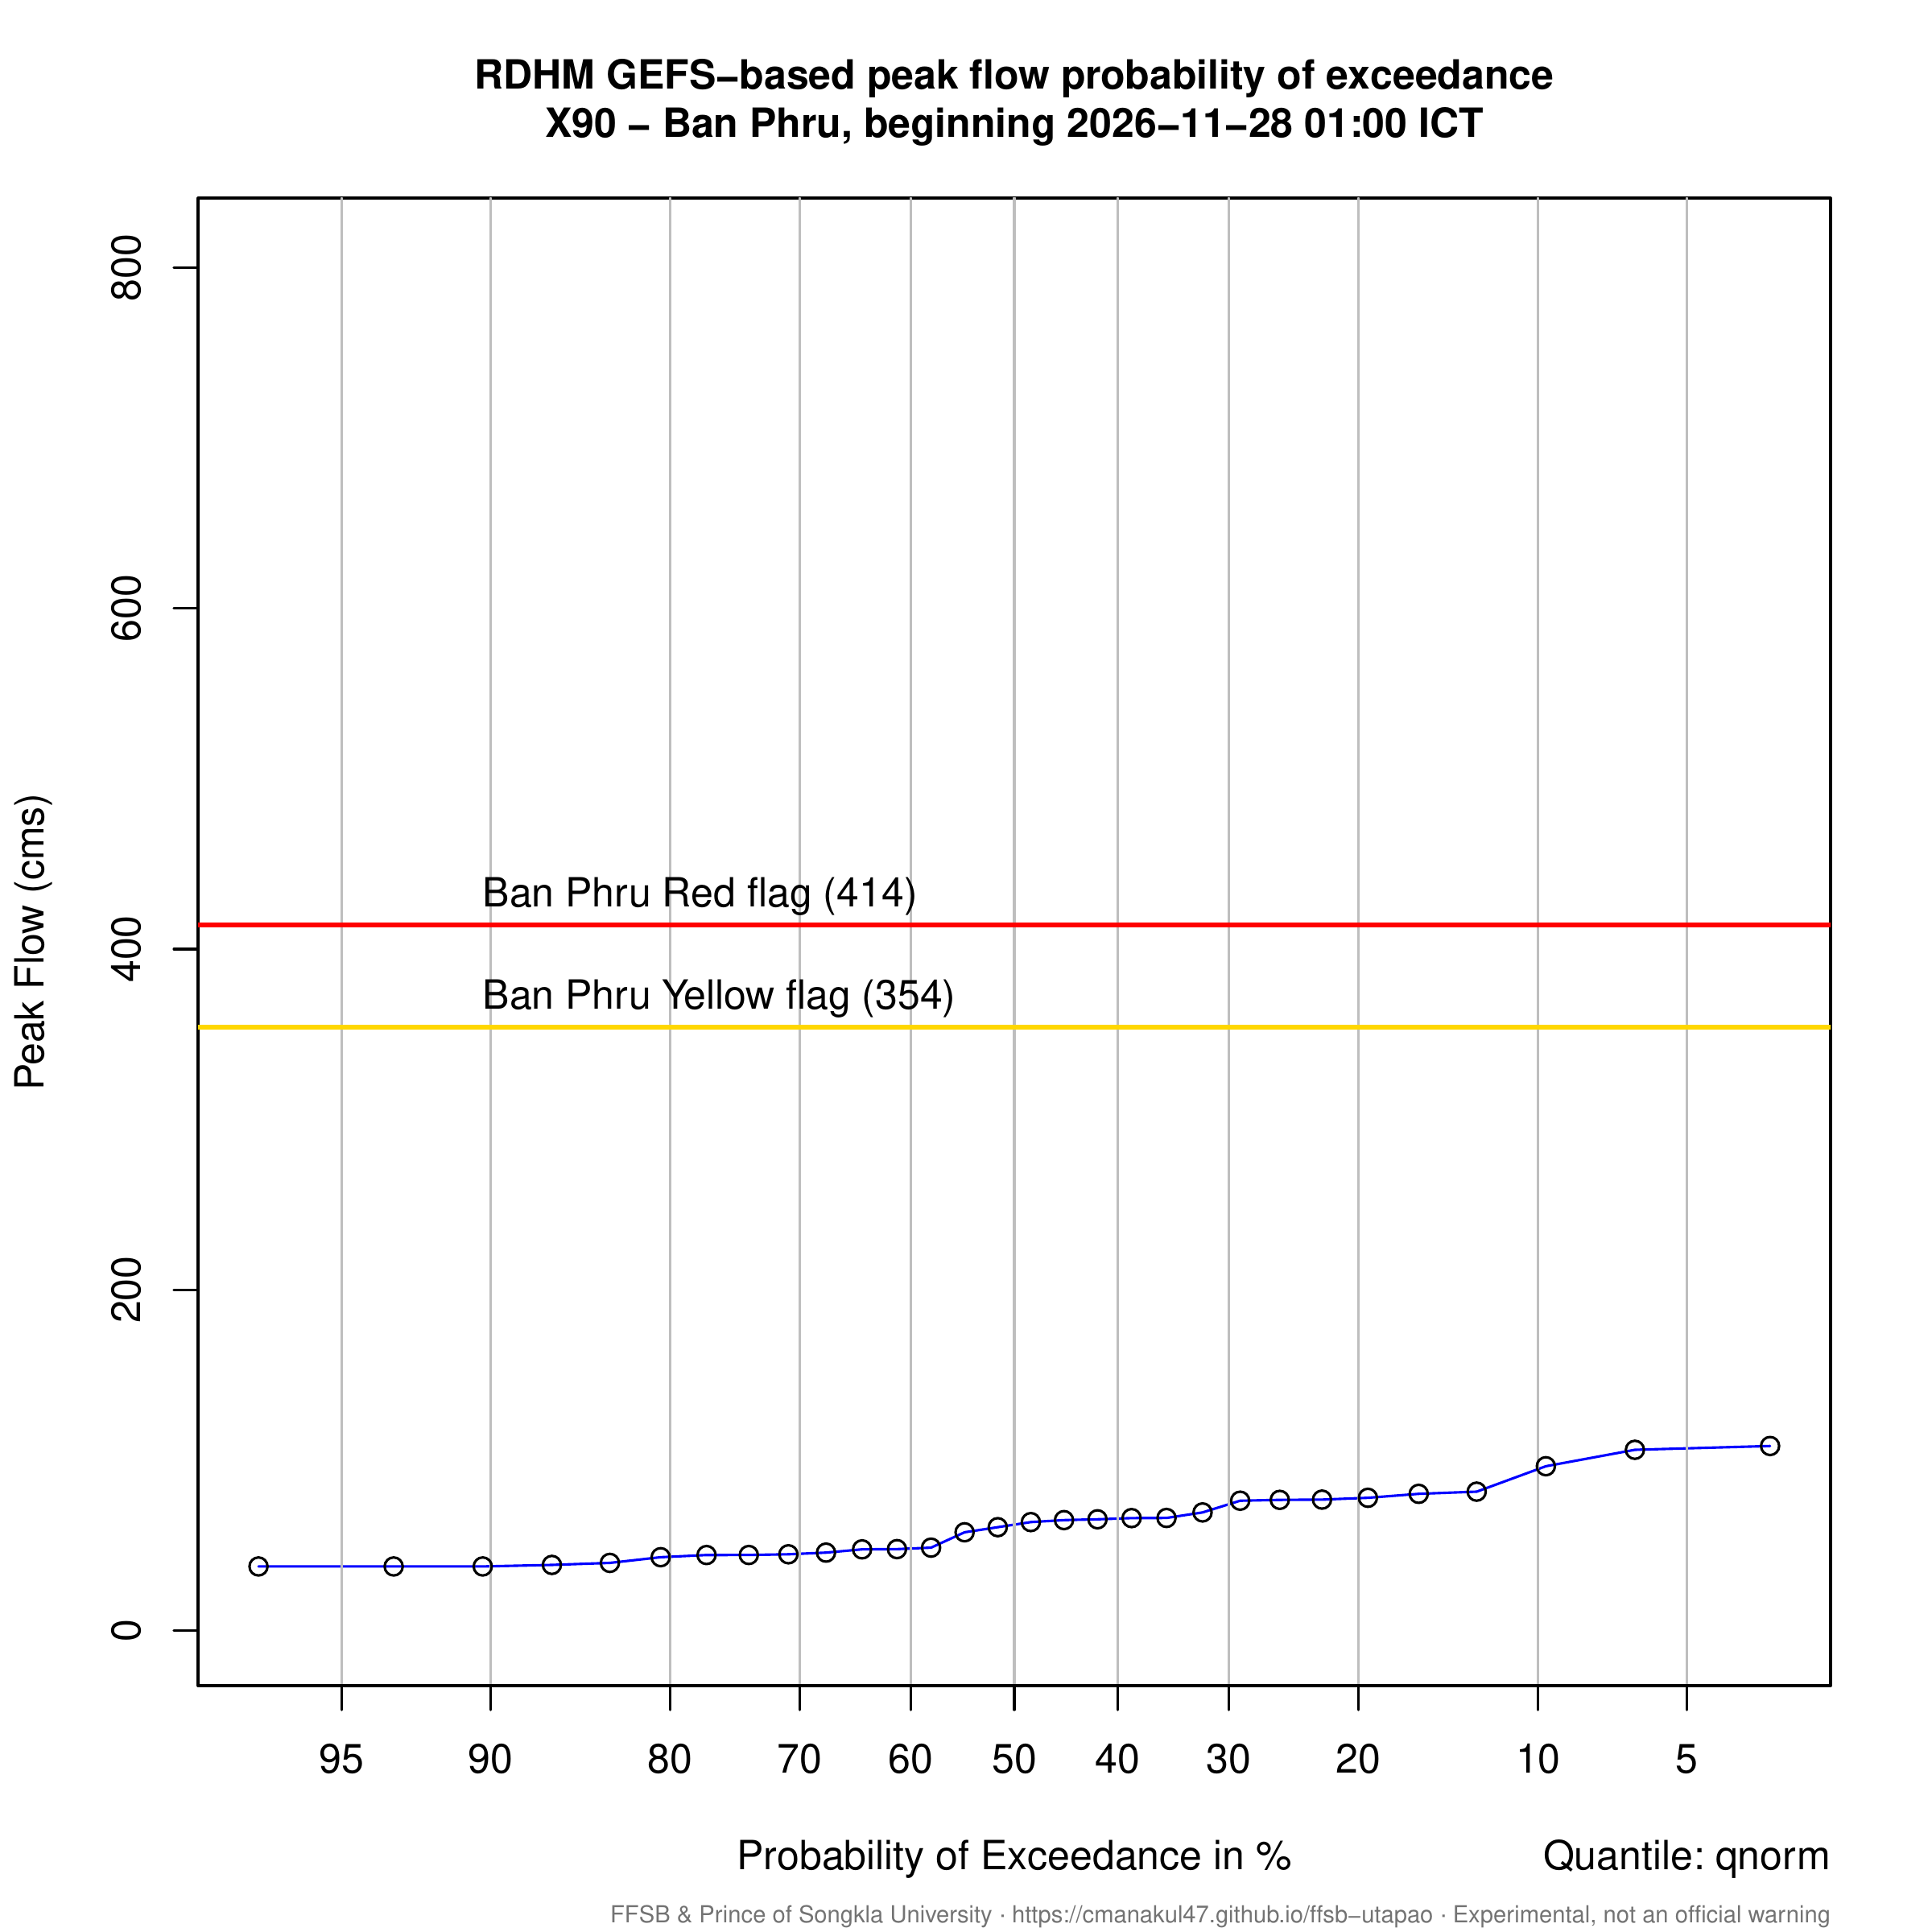 RDHM GEFS−based peak flow probability of exceedance
X90 − Ban Phru, beginning 2026−11−28 01:00 ICT
Peak Flow (cms)
800
600
400
200
0
Ban Phru Red flag (414)
Ban Phru Yellow flag (354)
95 90 80 70 60 50 40 30 20 10 5
Probability of Exceedance in %
Quantile: qnorm
FFSB & Prince of Songkla University · https://cmanakul47.github.io/ffsb−utapao · Experimental, not an official warning